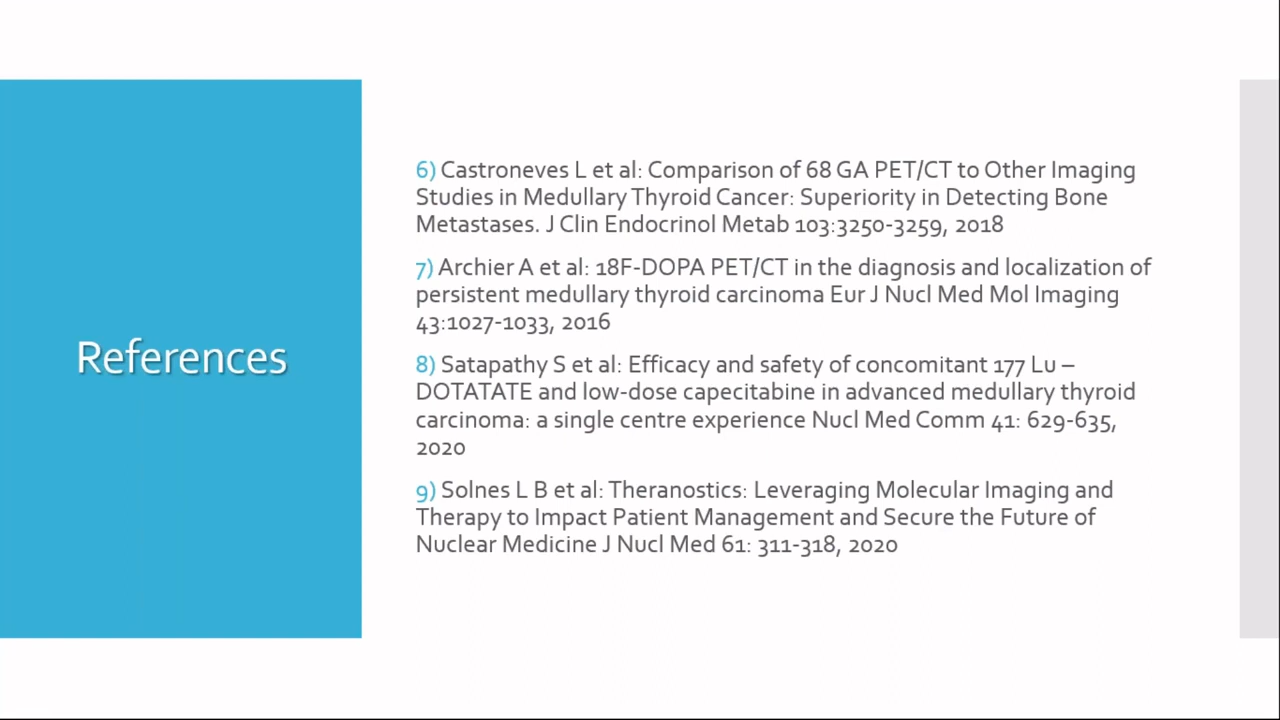 References
6) Castroneves L et al: Comparison of 68 GA PET/CT to Other Imaging
Studies in Medullary Thyroid Cancer: Superiority in Detecting Bone
Metastases. J Clin Endocrinol Metab 103:3250-3259, 2018
7) Archier A et al: 18F-DOPA PET/CT in the diagnosis and localization of
persistent medullary thyroid carcinoma Eur J Nucl Med Mol Imaging
43:1027-1033, 2016
8) Satapathy S et al: Efficacy and safety of concomitant 177 Lu –
DOTATATE and low-dose capecitabine in advanced medullary thyroid
carcinoma: a single centre experience Nucl Med Comm 41: 629-635,
2020
9) Solnes L B et al: Theranostics: Leveraging Molecular Imaging and
Therapy to Impact Patient Management and Secure the Future of
Nuclear Medicine J Nucl Med 61: 311-318, 2020